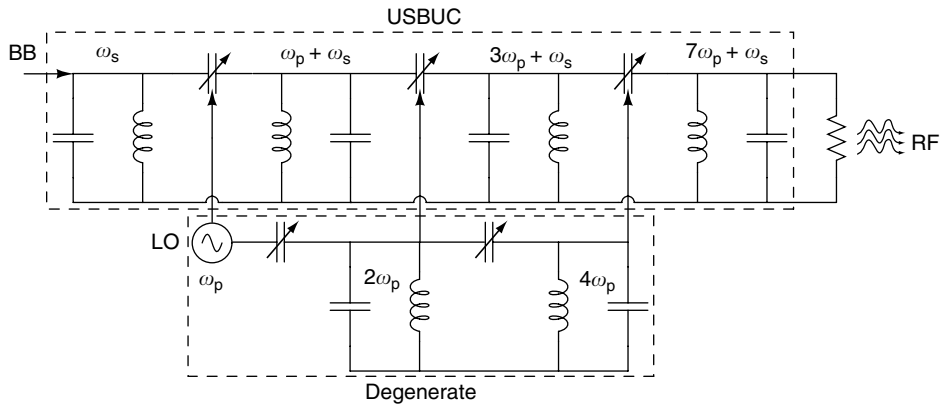 USBUC
BB
ωs
ωp + ωs
3ωp + ωs
7ωp + ωs
RF
LO
ωp
2ωp
4ωp
Degenerate